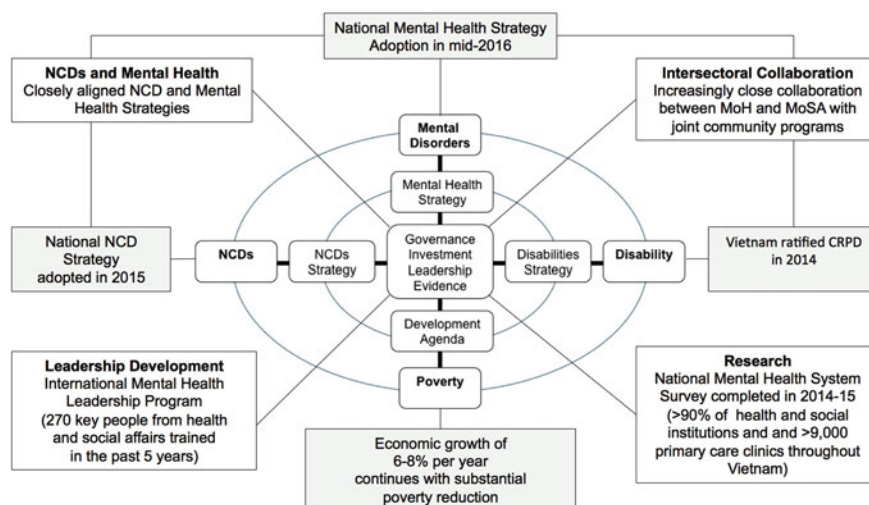 National Mental Health Strategy
Adoption in mid-2016
NCDs and Mental Health
Closely aligned NCD and Mental
Health Strategies
Intersectoral Collaboration
Increasingly close collaboration
between MoH and MoSA with
joint community programs
Mental
Disorders
Mental Health
Strategy
National NCD
Strategy
adopted in 2015
NCDs
NCDs
Strategy
Governance
Investment
Leadership
Evidence
Disabilities
Strategy
Disability
Vietnam ratified CRPD
in 2014
Development
Agenda
Poverty
Leadership Development
International Mental Health
Leadership Program
(270 key people from health
and social affairs trained
in the past 5 years)
Research
National Mental Health System
Survey completed in 2014-15
(>90% of health and social
institutions and and >9,000
primary care clinics throughout
Vietnam)
Economic growth of
6-8% per year
continues with substantial
poverty reduction